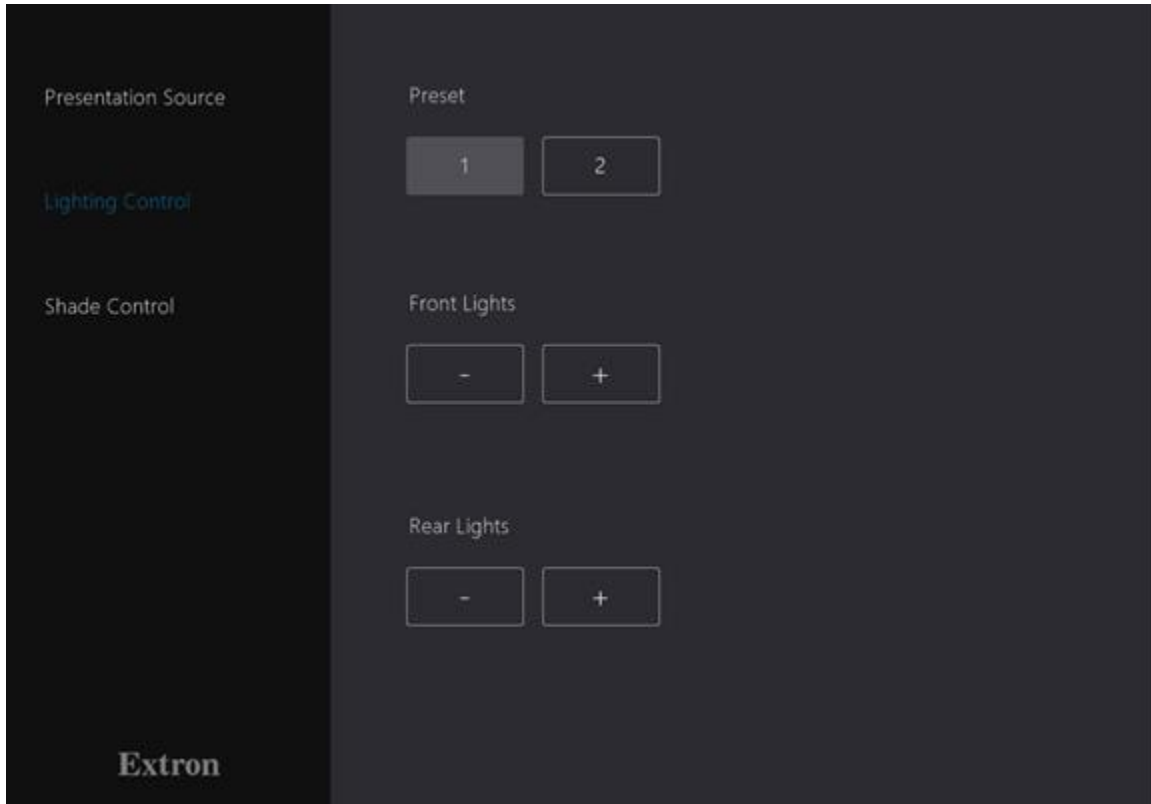 Presentation Source
Lighting Control
Shade Control
Extron
Preset
1 2
Front Lights
- +
Rear Lights
- +